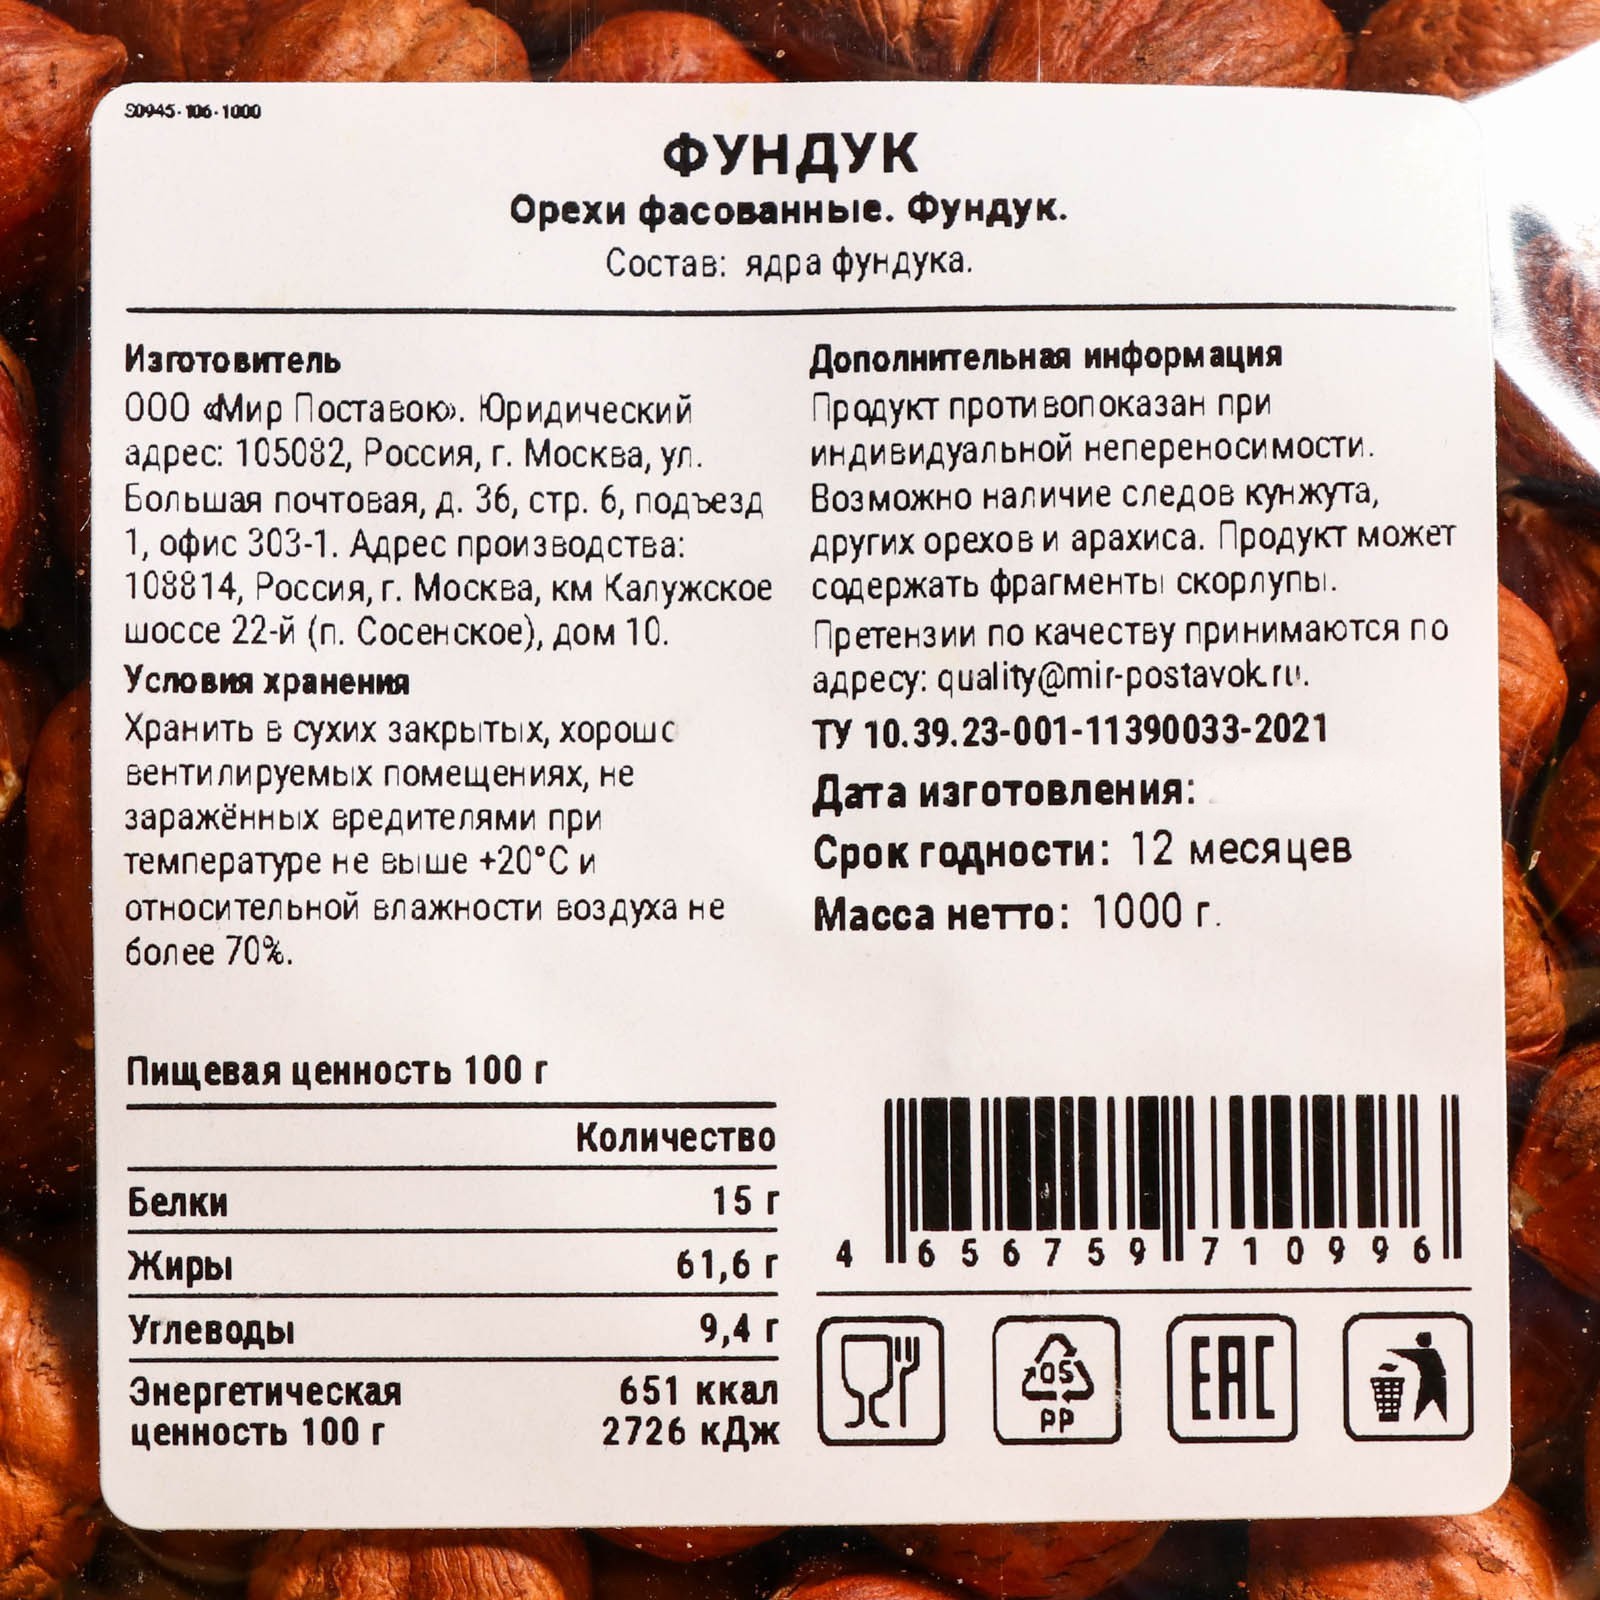 S0945-106-1000
ФУНДУК
Орехи фасованные. Фундук.
Состав: ядра фундука.
Изготовитель
ООО «Мир Поставок». Юридический
адрес: 105082, Россия, г. Москва, ул.
Большая почтовая, д. 36, стр. 6, подъезд
1, офис 303-1. Адрес производства:
108814, Россия, г. Москва, км Калужское
шоссе 22-й (п. Сосенское), дом 10.
Условия хранения
Хранить в сухих закрытых, хорошо
вентилируемых помещениях, не
заражённых вредителями при
температуре не выше +20°С и
относительной влажности воздуха не
более 70%.
Дополнительная информация
Продукт противопоказан при
индивидуальной непереносимости.
Возможно наличие следов кунжута,
других орехов и арахиса. Продукт может
содержать фрагменты скорлупы.
Претензии по качеству принимаются по
адресу: quality@mir-postavok.ru.
ТУ 10.39.23-001-11390033-2021
Дата изготовления:
Срок годности: 12 месяцев
Масса нетто: 1000 г.
Пищевая ценность 100 г
Количество
Белки 15 г
Жиры 61,6 г
Углеводы 9,4 г
Энергетическая 651 ккал
ценность 100 г 2726 кДж
4 656759 710996
05
PP
EAC